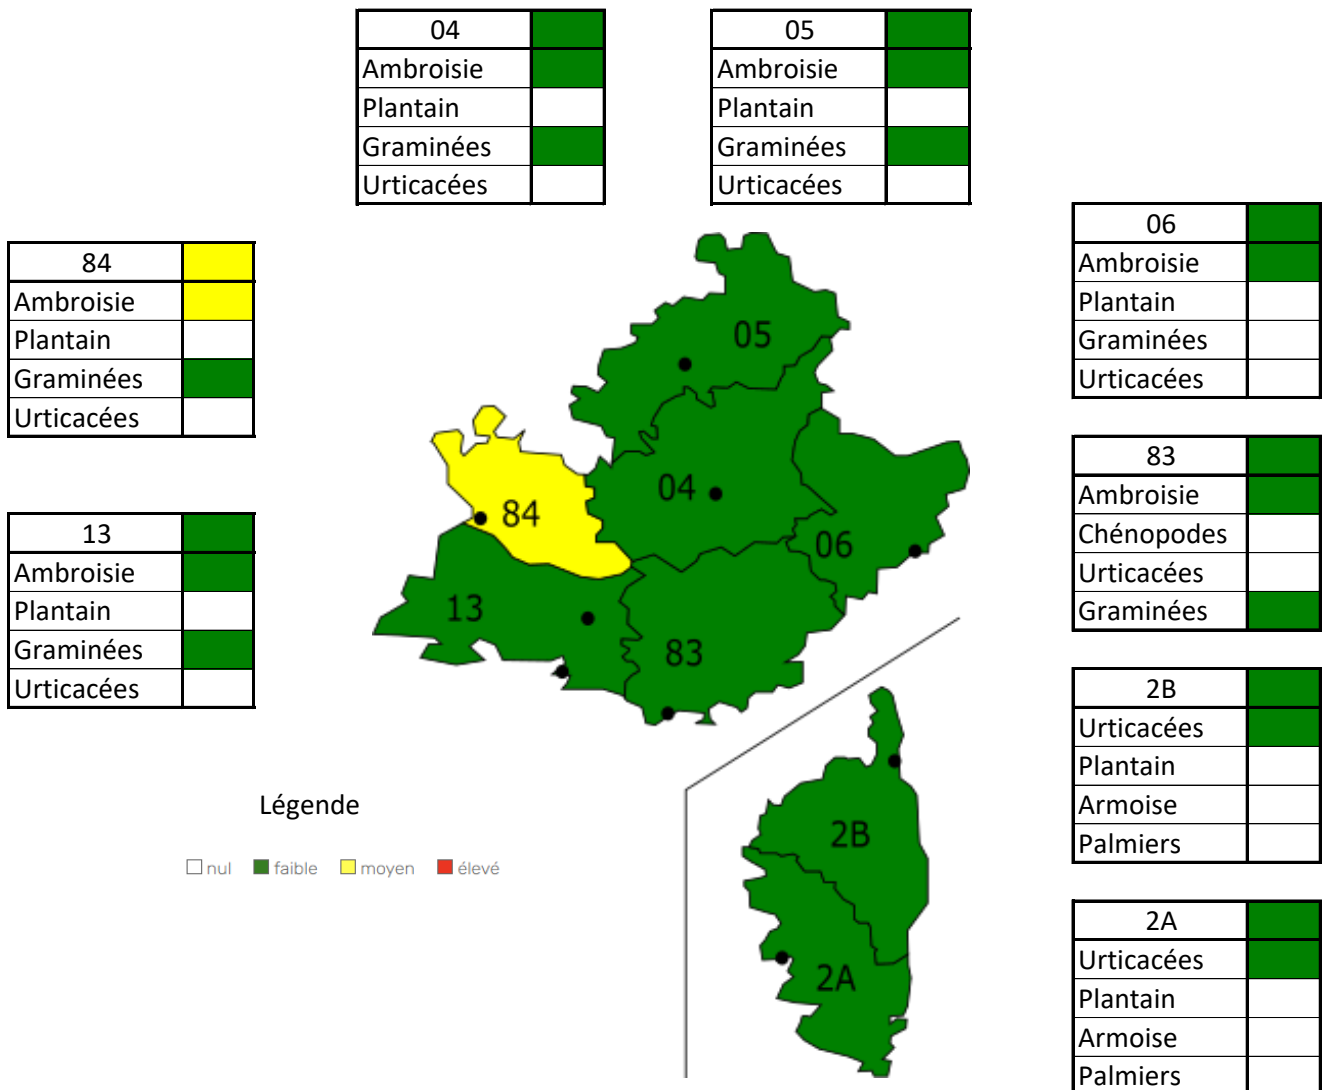 04
Ambroisie
Plantain
Graminées
Urticacées
05
Ambroisie
Plantain
Graminées
Urticacées
06
Ambroisie
Plantain
Graminées
Urticacées
84
Ambroisie
Plantain
Graminées
Urticacées
83
Ambroisie
Chénopodes
Urticacées
Graminées
13
Ambroisie
Plantain
Graminées
Urticacées
2B
Urticacées
Plantain
Armoise
Palmiers
2A
Urticacées
Plantain
Armoise
Palmiers
05
04
84
06
13
83
2B
2A
Légende
nul faible moyen élevé